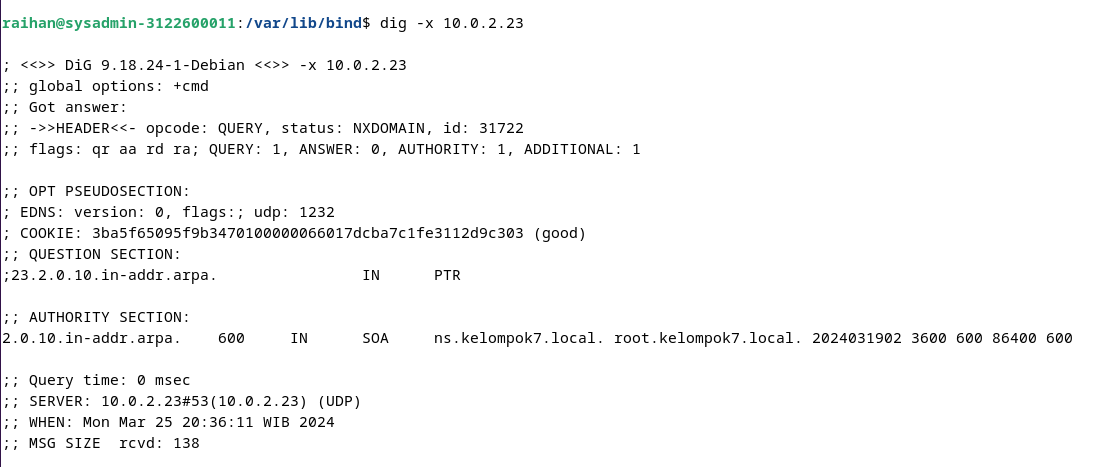 raihan@sysadmin-3122600011:/var/lib/bind$ dig -x 10.0.2.23
; <<>> DiG 9.18.24-1-Debian <<>> -x 10.0.2.23
;; global options: +cmd
;; Got answer:
;; ->>HEADER<<- opcode: QUERY, status: NXDOMAIN, id: 31722
;; flags: qr aa rd ra; QUERY: 1, ANSWER: 0, AUTHORITY: 1, ADDITIONAL: 1
;; OPT PSEUDOSECTION:
; EDNS: version: 0, flags:; udp: 1232
; COOKIE: 3ba5f65095f9b3470100000066017dcba7c1fe3112d9c303 (good)
;; QUESTION SECTION:
;23.2.0.10.in-addr.arpa. IN PTR
;; AUTHORITY SECTION:
2.0.10.in-addr.arpa. 600 IN SOA ns.kelompok7.local. root.kelompok7.local. 2024031902 3600 600 86400 600
;; Query time: 0 msec
;; SERVER: 10.0.2.23#53(10.0.2.23) (UDP)
;; WHEN: Mon Mar 25 20:36:11 WIB 2024
;; MSG SIZE rcvd: 138